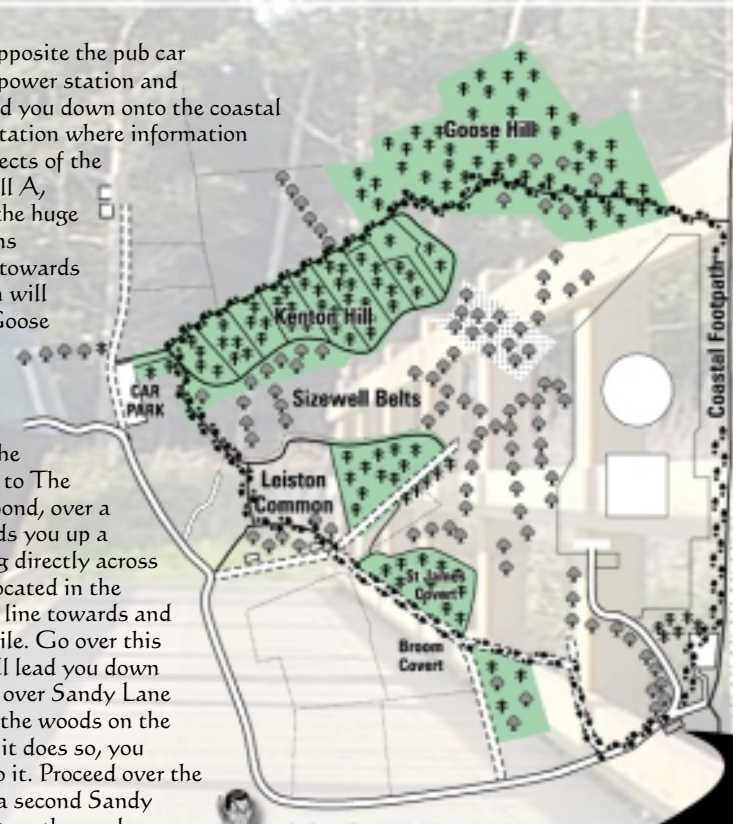 pposite the pub car
power station and
d you down onto the coastal
tation where information
ects of the
ll A,
the huge
ns
towards
n will
Goose
he
to The
pond, over a
ds you up a
g directly across
ocated in the
line towards and
ile. Go over this
ll lead you down
over Sandy Lane
the woods on the
it does so, you
o it. Proceed over the
a second Sandy
Goose Hill
Kenton Hill
CAR
PARK
Sizewell Belts
Leiston
Common
St James
Covert
Broom
Covert
Coastal Footpath